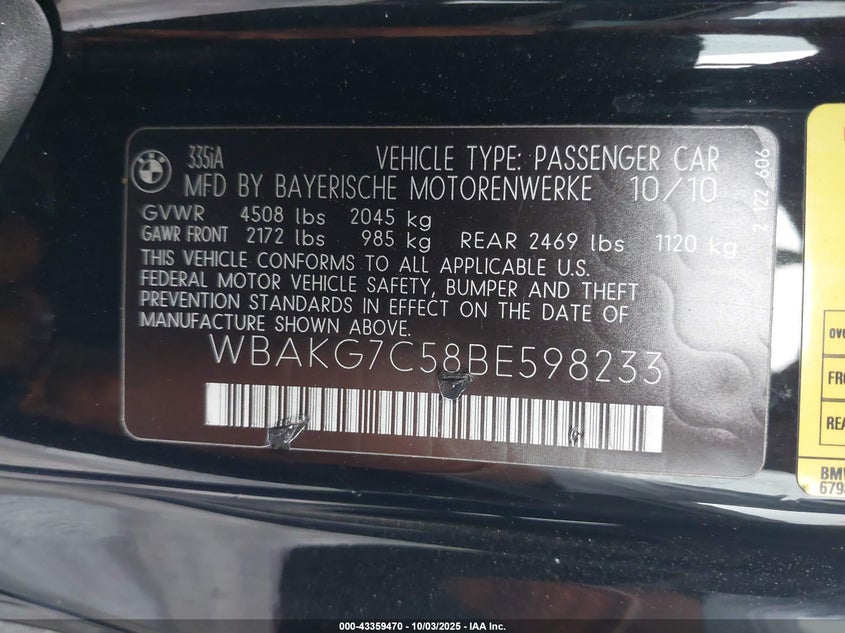 335iA
VEHICLE TYPE: PASSENGER CAR
MFD BY BAYERISCHE MOTORENWERKE 10/10
GVWR 4508 lbs 2045 kg
GAWR FRONT 2172 lbs 985 kg REAR 2469 lbs 1120 kg
THIS VEHICLE CONFORMS TO ALL APPLICABLE U.S.
FEDERAL MOTOR VEHICLE SAFETY, BUMPER AND THEFT
PREVENTION STANDARDS IN EFFECT ON THE DATE OF
MANUFACTURE SHOWN ABOVE.
WBAKG7C58BE598233
2 122 606
BMW
000-43359470 - 10/03/2025 - IAA Inc.